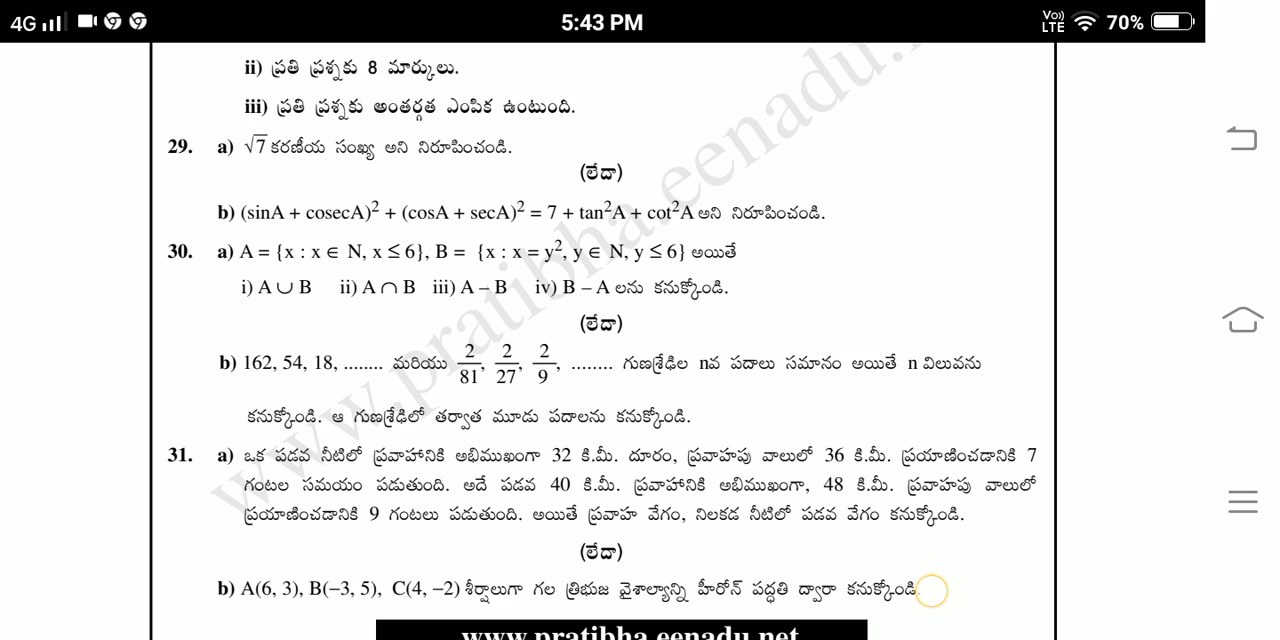 4G 5:43 PM Vo)) LTE 70%
ii) ప్రతి ప్రశ్నకు 8 మార్కులు.
iii) ప్రతి ప్రశ్నకు అంతర్గత ఎంపిక ఉంటుంది.
29. a) √7 కరణీయ సంఖ్య అని నిరూపించండి.
(లేదా)
b) (sinA + cosecA)² + (cosA + secA)² = 7 + tan²A + cot²A అని నిరూపించండి.
30. a) A = {x : x ∈ N, x ≤ 6}, B = {x : x = y², y ∈ N, y ≤ 6} అయితే
i) A ∪ B ii) A ∩ B iii) A – B iv) B – A లను కనుక్కోండి.
(లేదా)
b) 162, 54, 18, ........ మరియు 2/81, 2/27, 2/9, ........ గుణశ్రేఢిల nవ పదాలు సమానం అయితే n విలువను
కనుక్కోండి. ఆ గుణశ్రేఢిలో తర్వాత మూడు పదాలను కనుక్కోండి.
31. a) ఒక పడవ నీటిలో ప్రవాహానికి అభిముఖంగా 32 కి.మీ. దూరం, ప్రవాహపు వాలులో 36 కి.మీ. ప్రయాణించడానికి 7
గంటల సమయం పడుతుంది. అదే పడవ 40 కి.మీ. ప్రవాహానికి అభిముఖంగా, 48 కి.మీ. ప్రవాహపు వాలులో
ప్రయాణించడానికి 9 గంటలు పడుతుంది. అయితే ప్రవాహ వేగం, నిలకడ నీటిలో పడవ వేగం కనుక్కోండి.
(లేదా)
b) A(6, 3), B(−3, 5), C(4, −2) శీర్షాలుగా గల త్రిభుజ వైశాల్యాన్ని హీరోన్ పద్ధతి ద్వారా కనుక్కోండి
www.pratibha.eenadu.net
www.pratibha.eenadu.